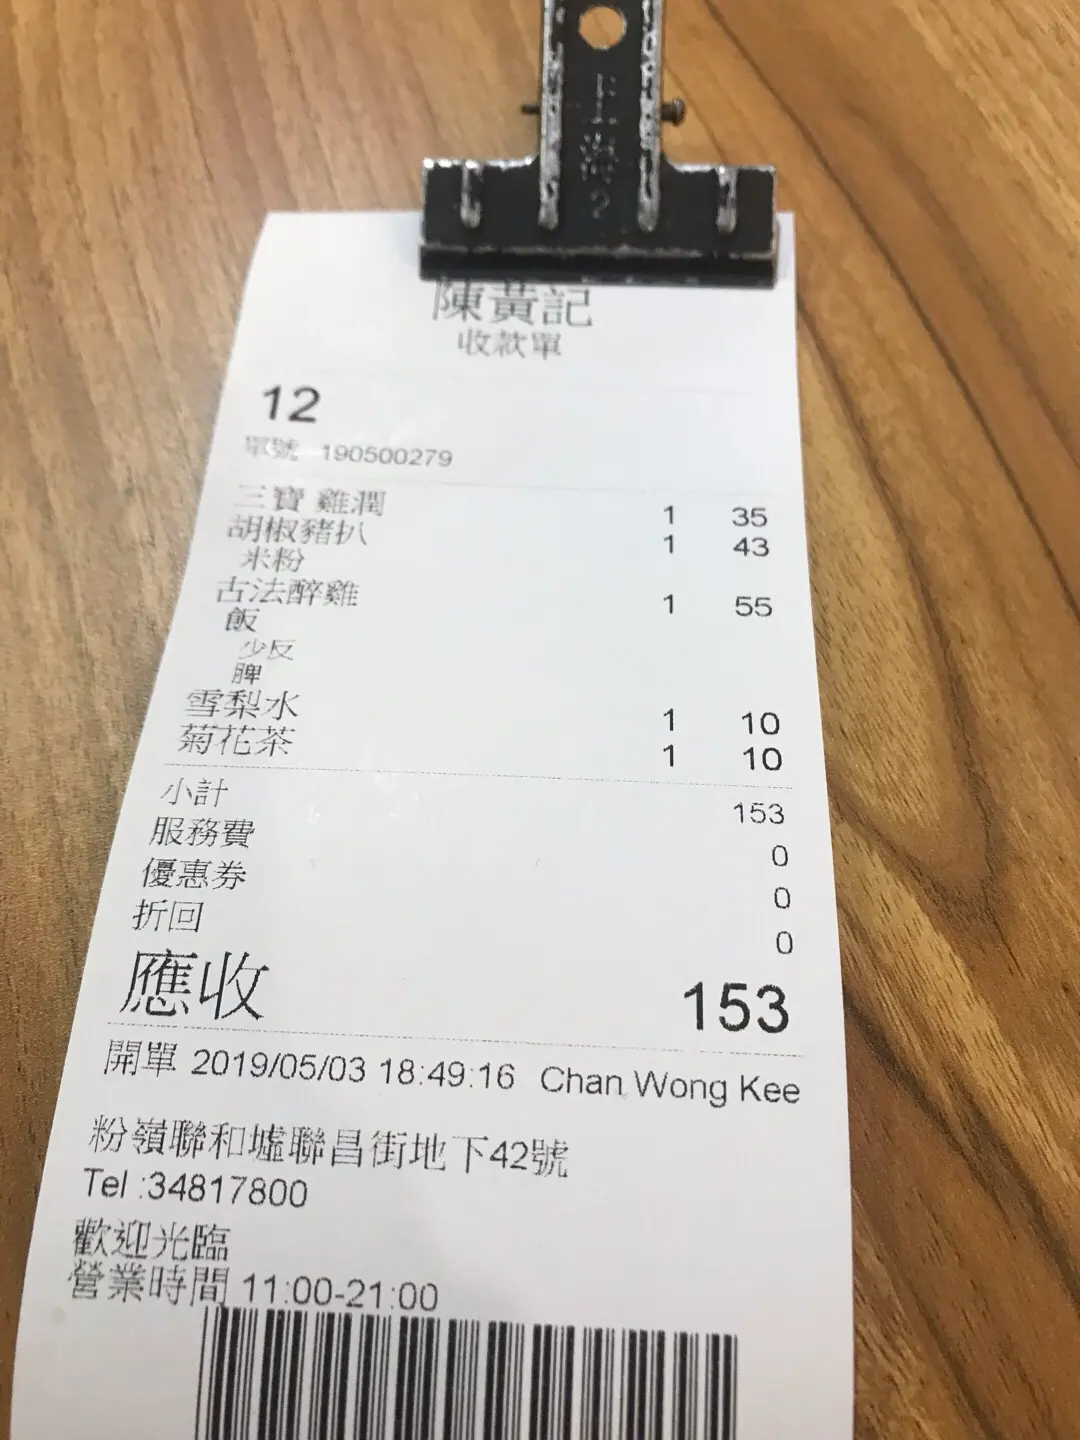 上海2
陳黃記
收款單
12
單號 190500279
三寶 雞潤 1 35
胡椒豬扒 1 43
米粉
古法醉雞 1 55
飯
少反
脾
雪梨水 1 10
菊花茶 1 10
小計 153
服務費 0
優惠券 0
折回 0
應收 153
開單 2019/05/03 18:49:16 Chan Wong Kee
粉嶺聯和墟聯昌街地下42號
Tel :34817800
歡迎光臨
營業時間 11:00-21:00